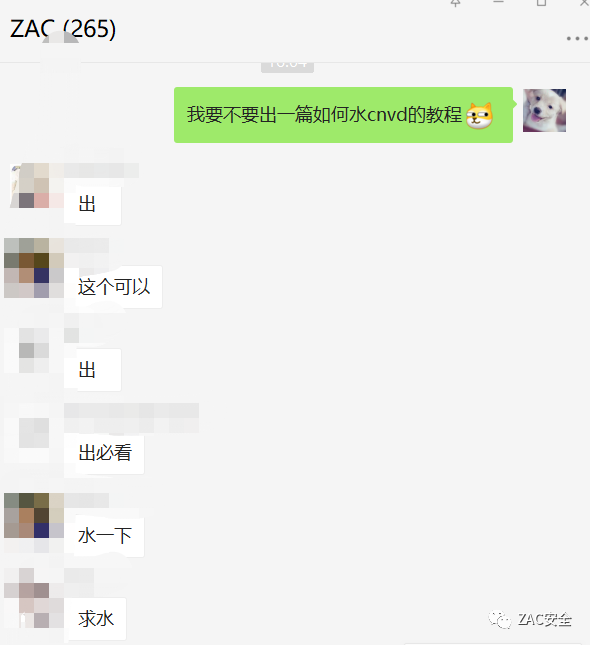 ZAC (265)
我要不要出一篇如何水cnvd的教程
出
这个可以
出
出必看
水一下
求水
ZAC安全